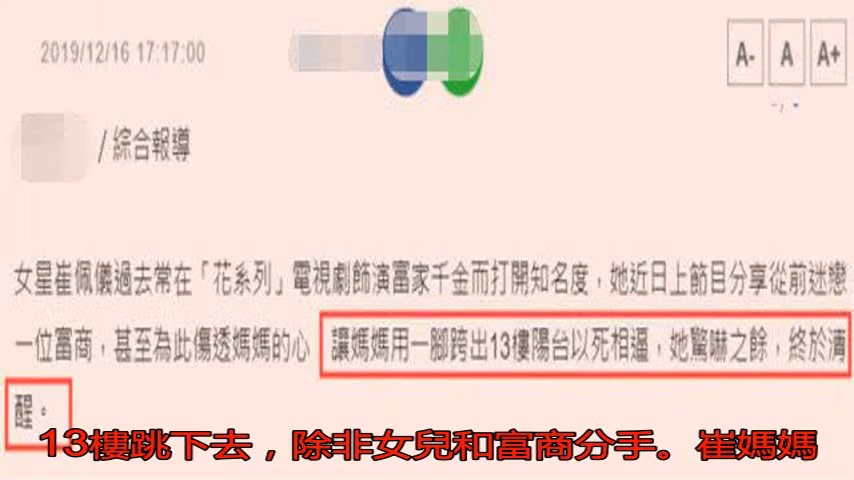 2019/12/16 17:17:00
A- A A+
/ 綜合報導
女星崔佩儀過去常在「花系列」電視劇飾演富家千金而打開知名度，她近日上節目分享從前迷戀
一位富商，甚至為此傷透媽媽的心 讓媽媽用一腳跨出13樓陽台以死相逼，她驚嚇之餘，終於清
醒。
13樓跳下去，除非女兒和富商分手。崔媽媽